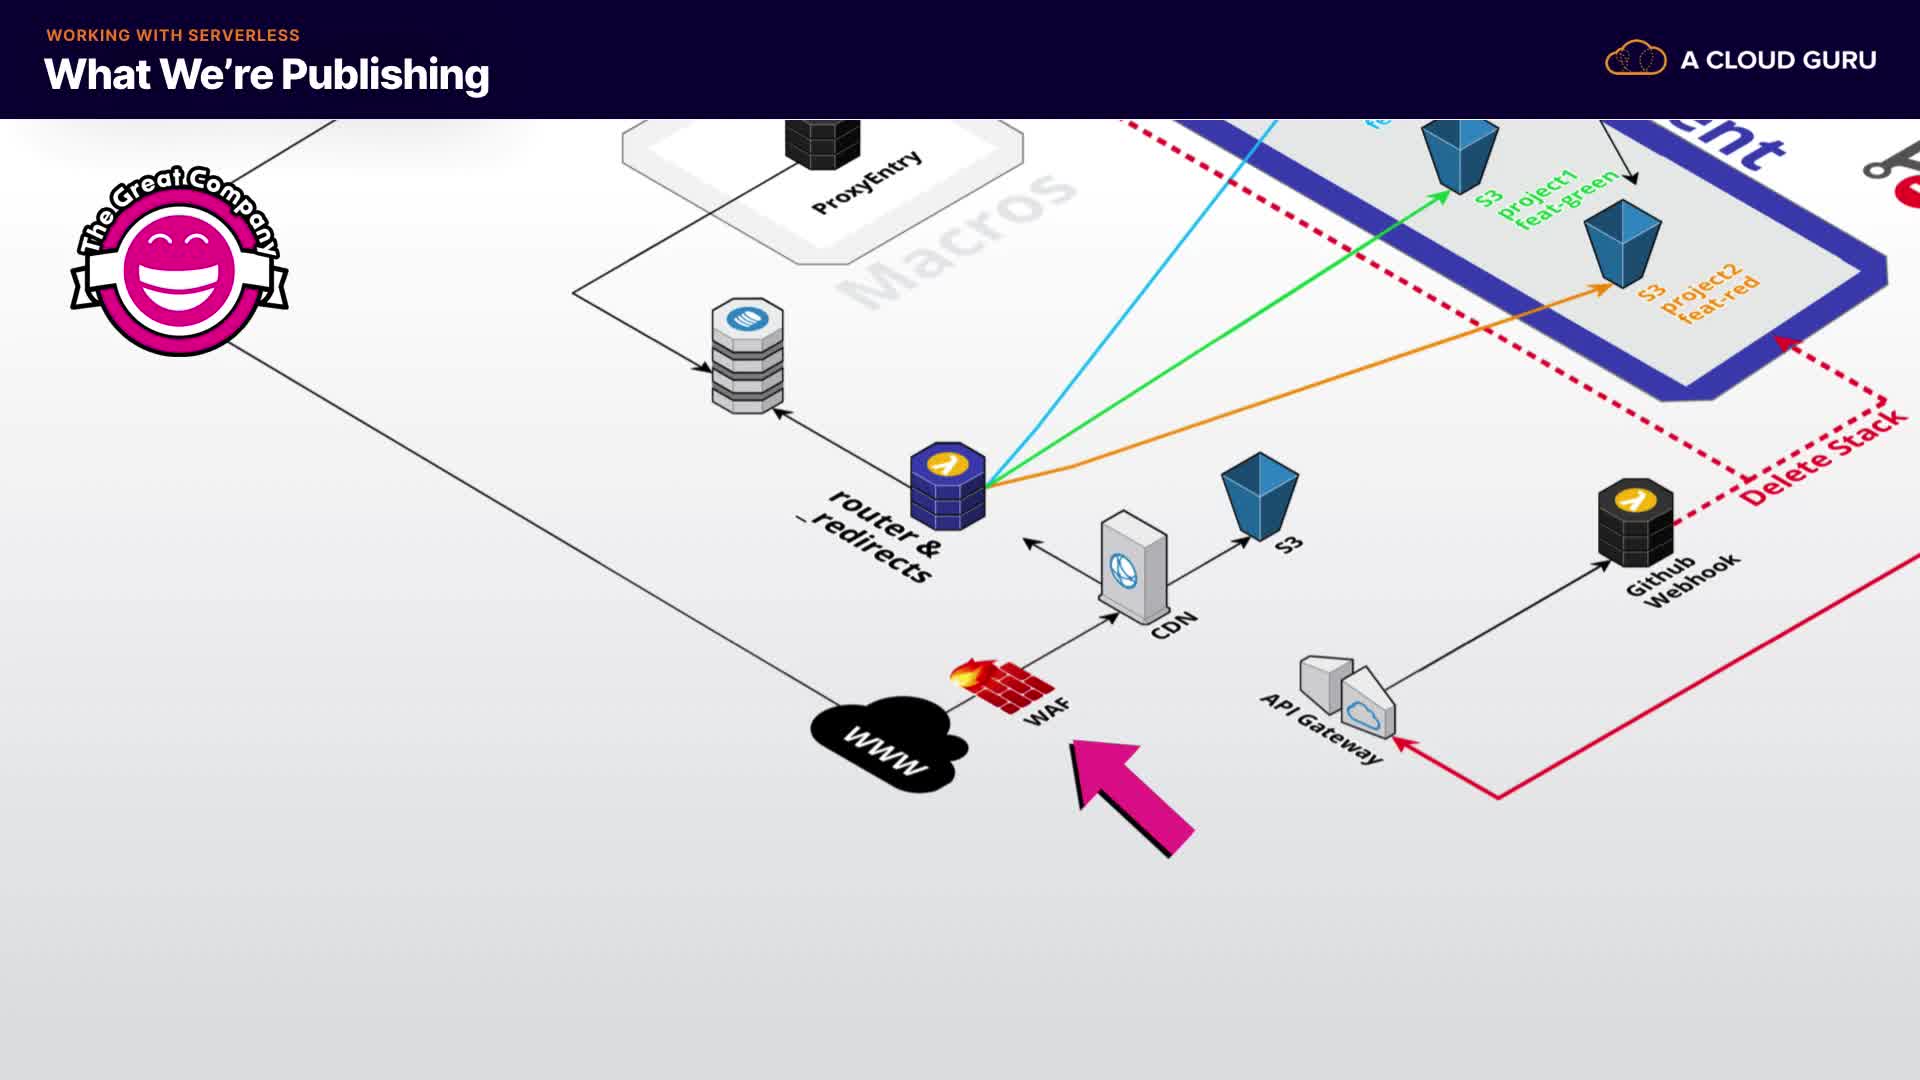 WORKING WITH SERVERLESS
What We're Publishing
A CLOUD GURU
The Great Company
ProxyEntry
Macros
S3
project1
feat-green
S3
project2
feat-red
Delete Stack
router &
_redirects
S3
CDN
Github
Webhook
WAF
API Gateway
WWW